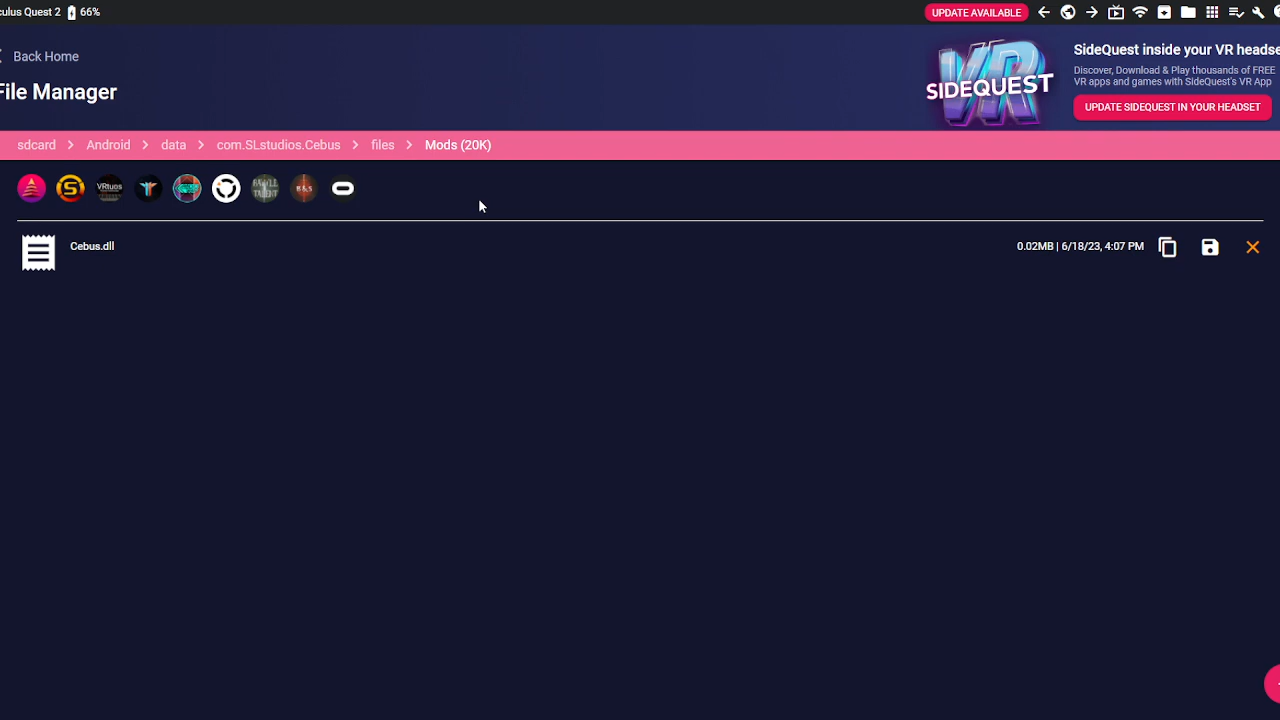 culus Quest 2 66%
UPDATE AVAILABLE
Back Home
File Manager
VR
SIDEQUEST
SideQuest inside your VR headse
Discover, Download & Play thousands of FREE
VR apps and games with SideQuest's VR App
UPDATE SIDEQUEST IN YOUR HEADSET
sdcard > Android > data > com.SLstudios.Cebus > files > Mods (20K)
S
VRtuos
B&S
Cebus.dll
0.02MB | 6/18/23, 4:07 PM